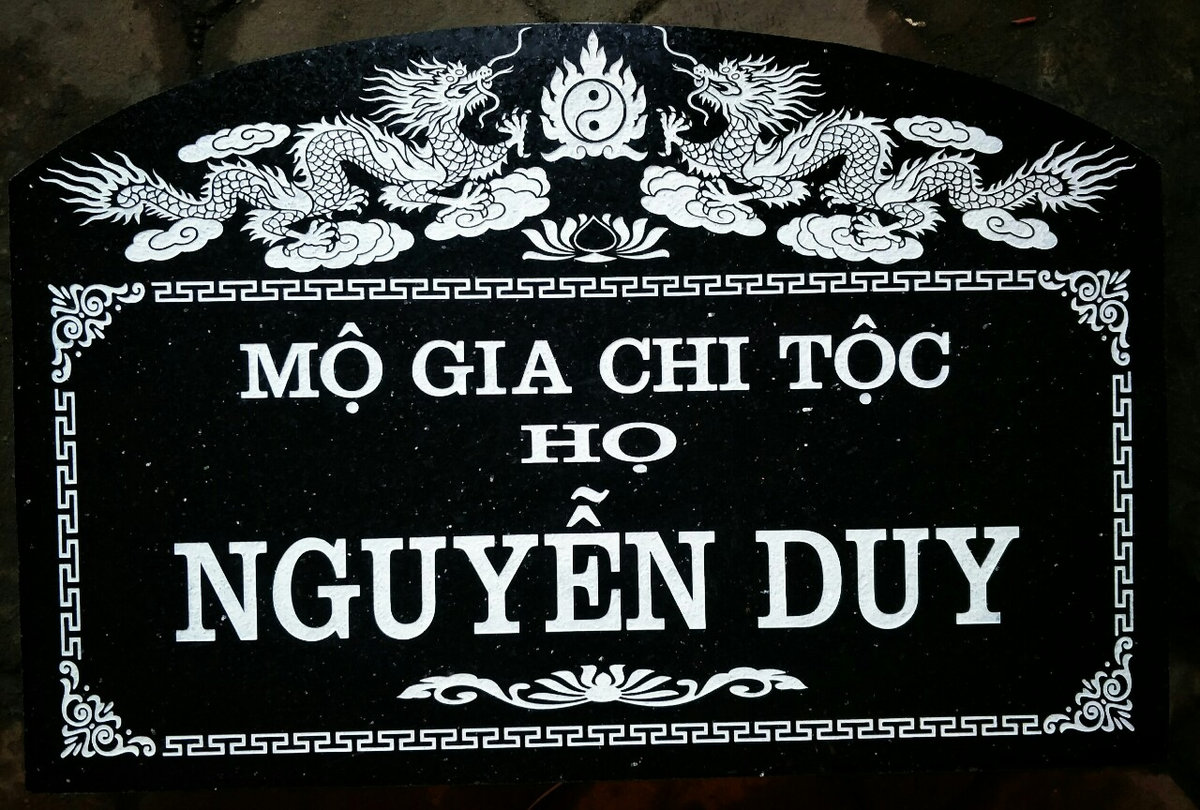 MỘ GIA CHI TỘC
HỌ
NGUYỄN DUY